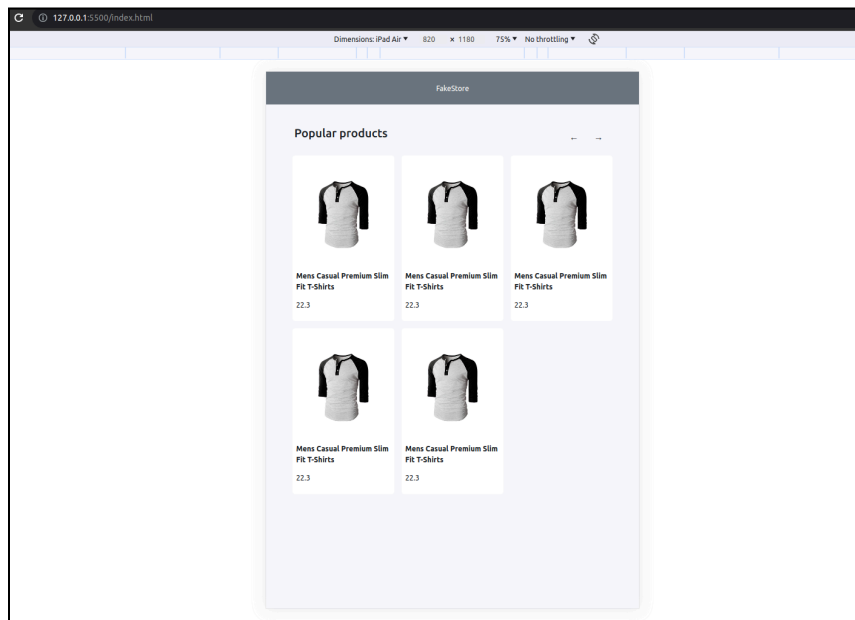 127.0.0.1:5500/index.html
Dimensions: iPad Air ▼ 820 × 1180 75% ▼ No throttling ▼
FakeStore
Popular products ← →
Mens Casual Premium Slim
Fit T-Shirts
22.3
Mens Casual Premium Slim
Fit T-Shirts
22.3
Mens Casual Premium Slim
Fit T-Shirts
22.3
Mens Casual Premium Slim
Fit T-Shirts
22.3
Mens Casual Premium Slim
Fit T-Shirts
22.3